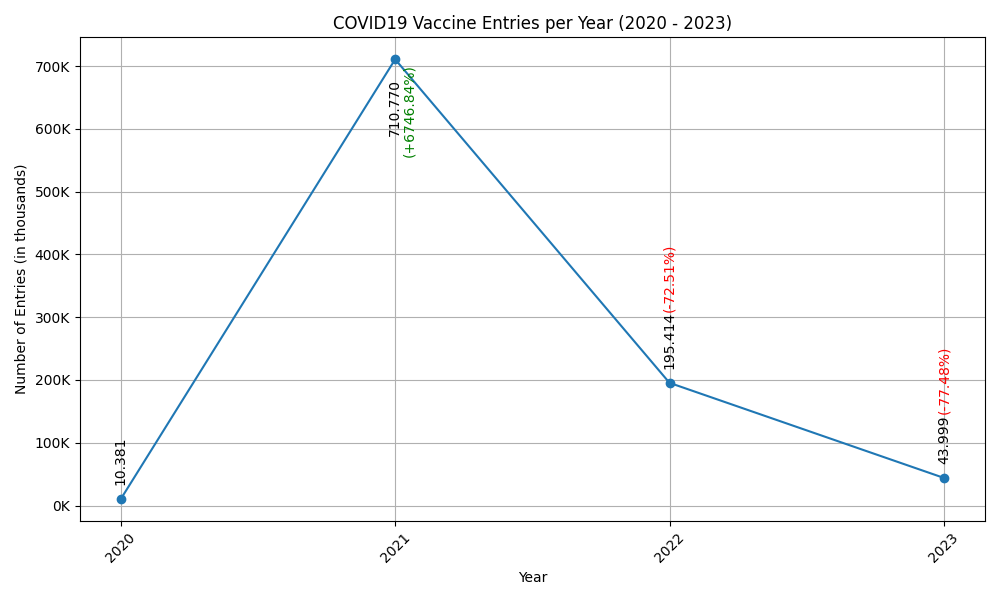 COVID19 Vaccine Entries per Year (2020 - 2023)
Number of Entries (in thousands)
700K
600K
500K
400K
300K
200K
100K
0K
10.381
710.770
(+6746.84%)
195.414
(-72.51%)
43.999
(-77.48%)
2020
2021
2022
2023
Year